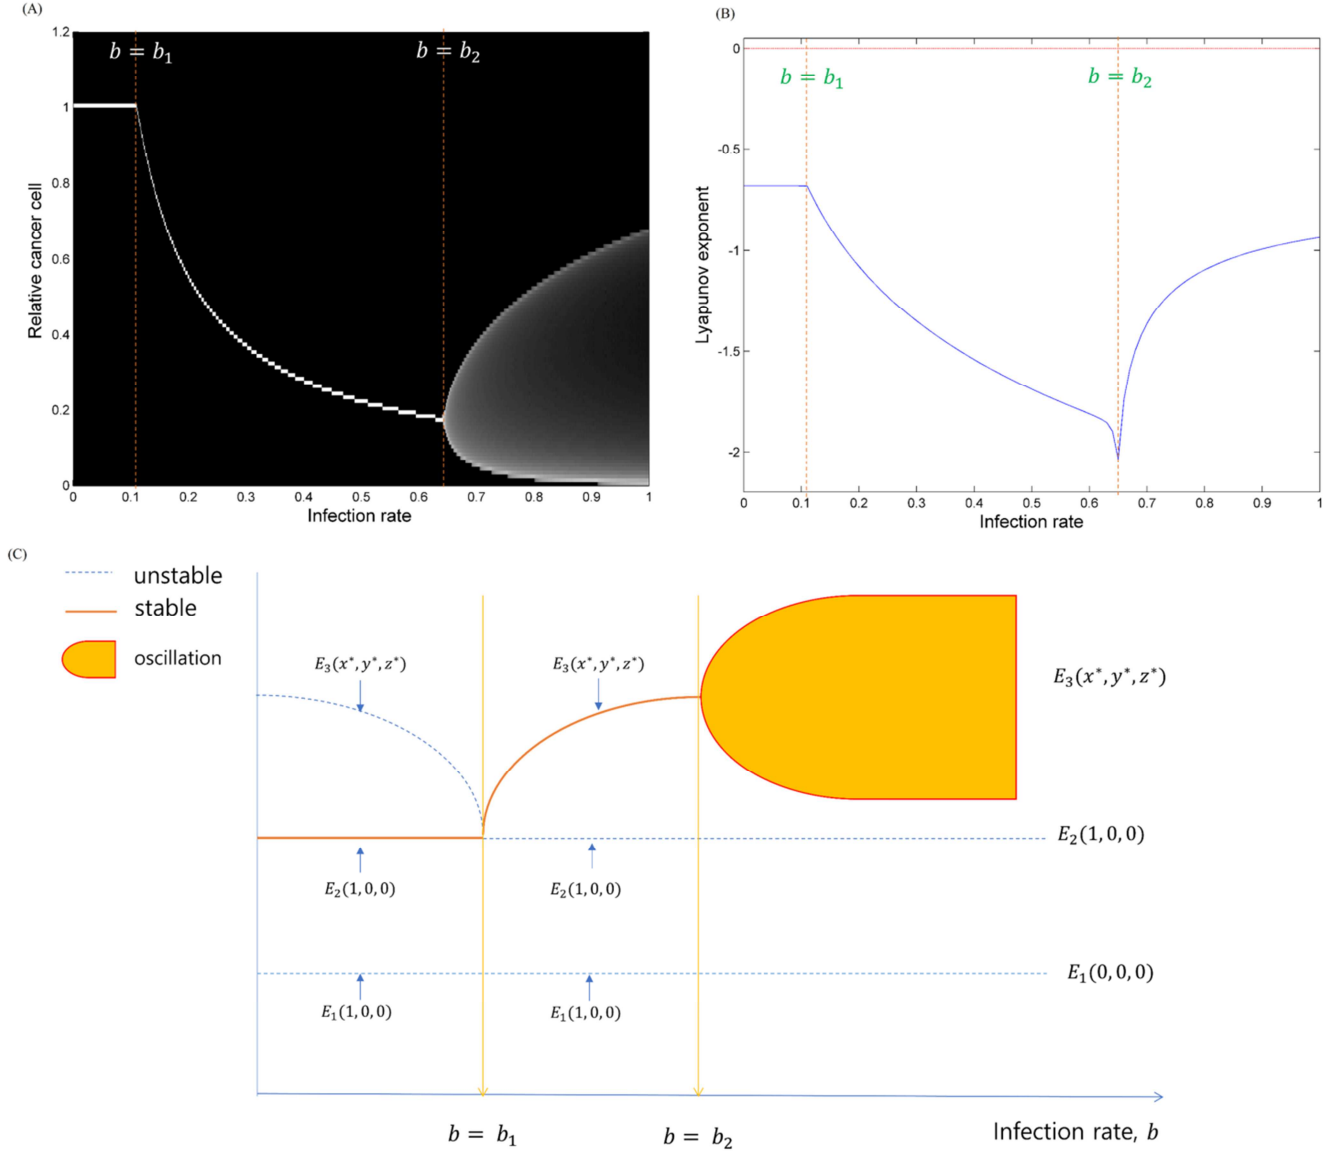 (A)
b = b₁
b = b₂
1.2
1
0.8
0.6
0.4
0.2
0
Relative cancer cell
0 0.1 0.2 0.3 0.4 0.5 0.6 0.7 0.8 0.9 1
Infection rate
(B)
0
b = b₁
b = b₂
-0.5
-1
-1.5
-2
Lyapunov exponent
0 0.1 0.2 0.3 0.4 0.5 0.6 0.7 0.8 0.9 1
Infection rate
(C)
unstable
stable
oscillation
E₃(x*, y*, z*)
E₃(x*, y*, z*)
E₃(x*, y*, z*)
E₂(1, 0, 0)
E₂(1, 0, 0)
E₂(1, 0, 0)
E₁(0, 0, 0)
E₁(1, 0, 0)
E₁(1, 0, 0)
b = b₁
b = b₂
Infection rate, b